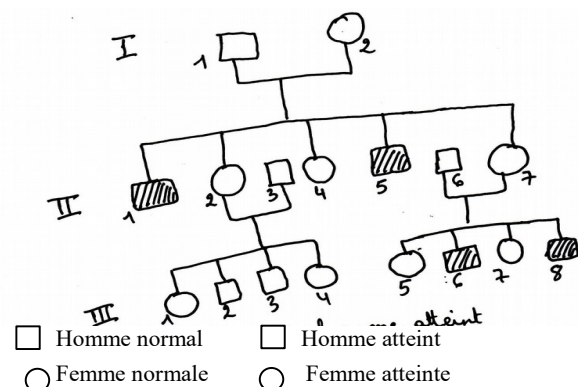 I
1 2
II
1 2 3 4 5 6 7
III
1 2 3 4 5 6 7 8
atteint
Homme normal Homme atteint
Femme normale Femme atteinte